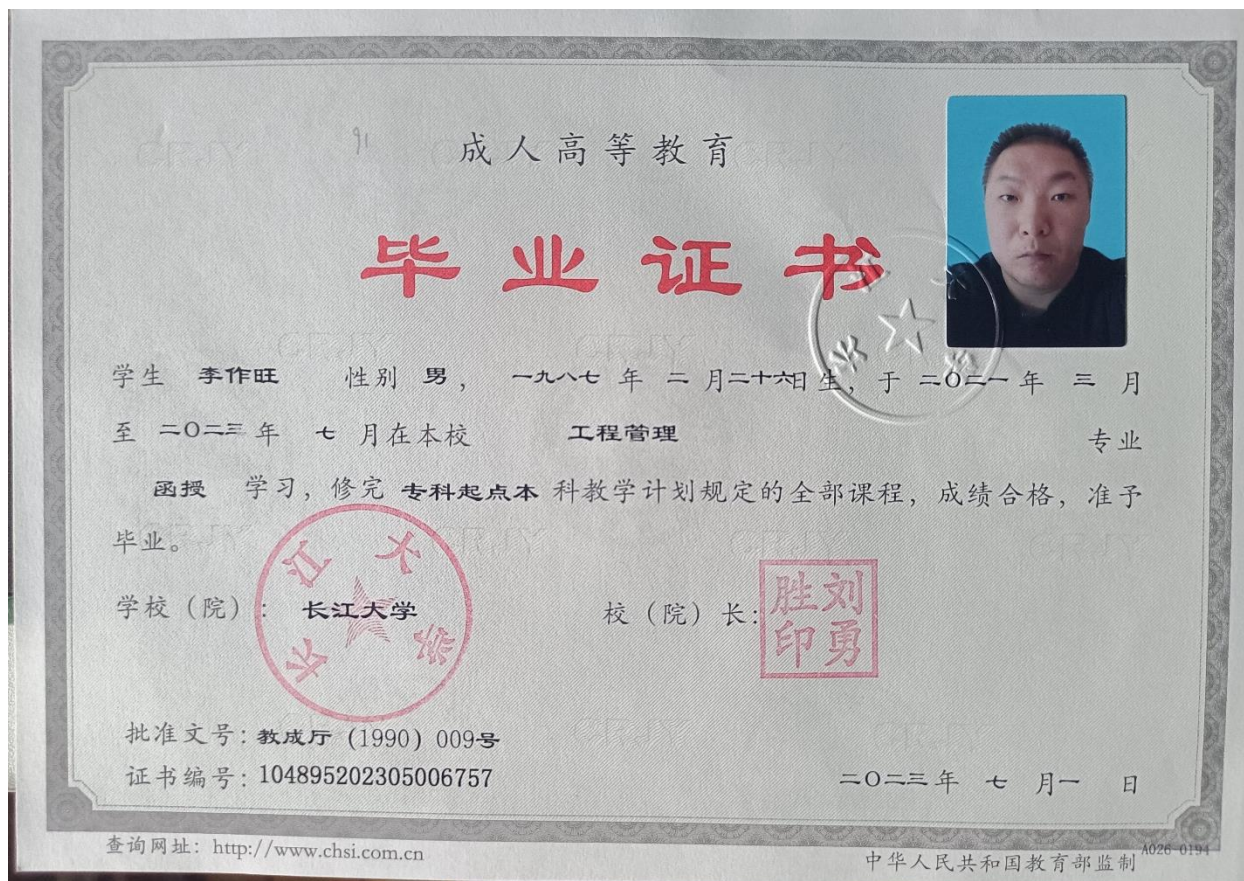 91
成人高等教育
毕业证书
学生 李作旺 性别 男， 一九八七 年 二 月二十六日生，于 二〇二一 年 三 月
至 二〇二三 年 七 月在本校 工程管理 专业
函授 学习，修完 专科起点本 科教学计划规定的全部课程，成绩合格，准予
毕业。
学校（院）： 长江大学 校（院）长：
长江大学
刘勇胜印
批准文号：教成厅（1990）009号
证书编号：104895202305006757 二〇二三年 七 月一 日
查询网址：http://www.chsi.com.cn
中华人民共和国教育部监制
A026-0194